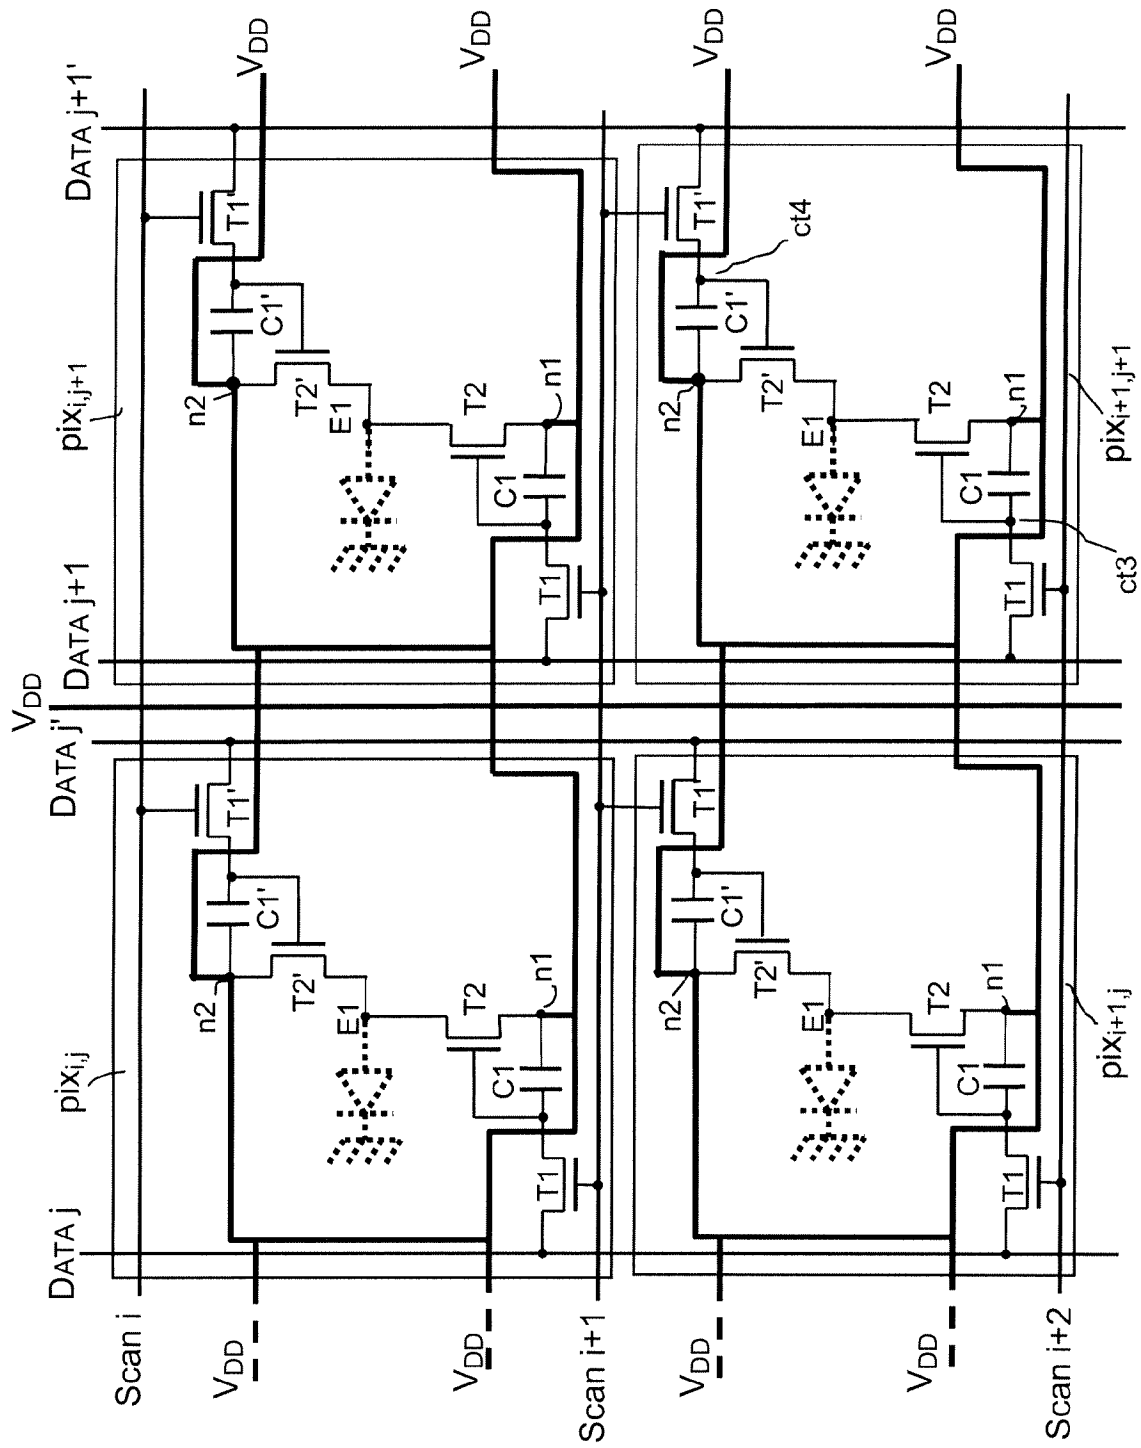 DATA j
VDD
DATA j'
DATA j+1
DATA j+1'
pixi,j
pixi,j+1
Scan i
VDD
n2
C1'
T1'
T2'
E1
n2
C1'
T1'
T2'
E1
VDD
VDD
T1
C1
T2
n1
T1
C1
T2
n1
VDD
Scan i+1
VDD
n2
C1'
T1'
T2'
E1
n2
C1'
T1'
ct4
T2'
E1
VDD
VDD
T1
C1
T2
n1
T1
C1
T2
n1
VDD
Scan i+2
pixi+1,j
ct3
pixi+1,j+1